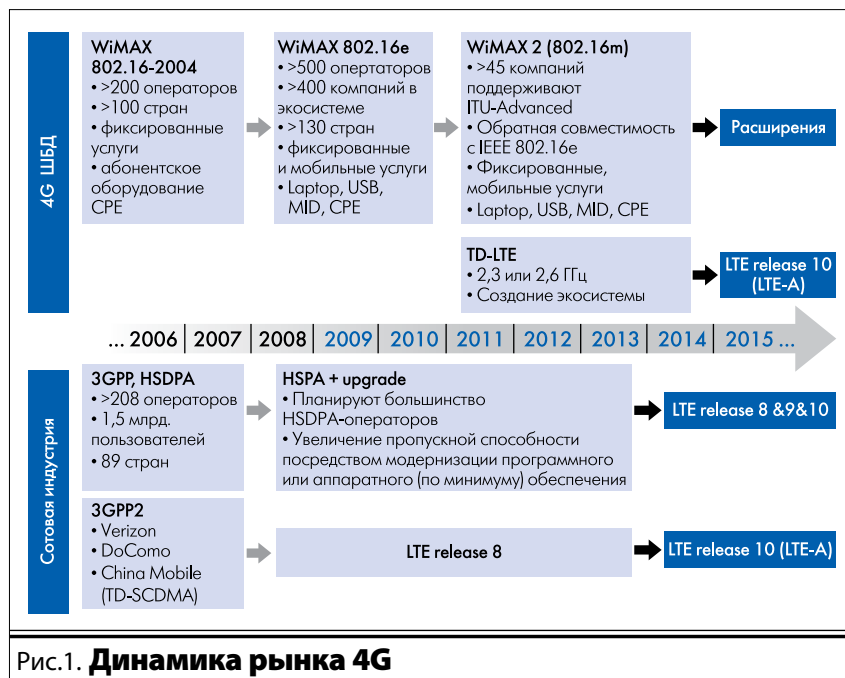 4G ШБД
WiMAX
802.16-2004
• >200 операторов
• >100 стран
• фиксированные
услуги
• абонентское
оборудование
CPE
WiMAX 802.16e
• >500 опертаторов
• >400 компаний в
экосистеме
• >130 стран
• фиксированные
и мобильные услуги
• Laptop, USB,
MID, CPE
WiMAX 2 (802.16m)
• >45 компаний
поддерживают
ITU-Advanced
• Обратная совместимость
с IEEE 802.16e
• Фиксированные,
мобильные услуги
• Laptop, USB, MID, CPE
Расширения
TD-LTE
• 2,3 или 2,6 ГГц
• Создание экосистемы
LTE release 10
(LTE-A)
... 2006 | 2007 | 2008 | 2009 | 2010 | 2011 | 2012 | 2013 | 2014 | 2015 ...
Сотовая индустрия
3GPP, HSDPA
• >208 операторов
• 1,5 млрд.
пользователей
• 89 стран
HSPA + upgrade
• Планируют большинство
HSDPA-операторов
• Увеличение пропускной способности
посредством модернизации программного
или аппаратного (по минимуму) обеспечения
LTE release 8 &9&10
3GPP2
• Verizon
• DoCoMo
• China Mobile
(TD-SCDMA)
LTE release 8
LTE release 10 (LTE-A)
Рис.1. Динамика рынка 4G